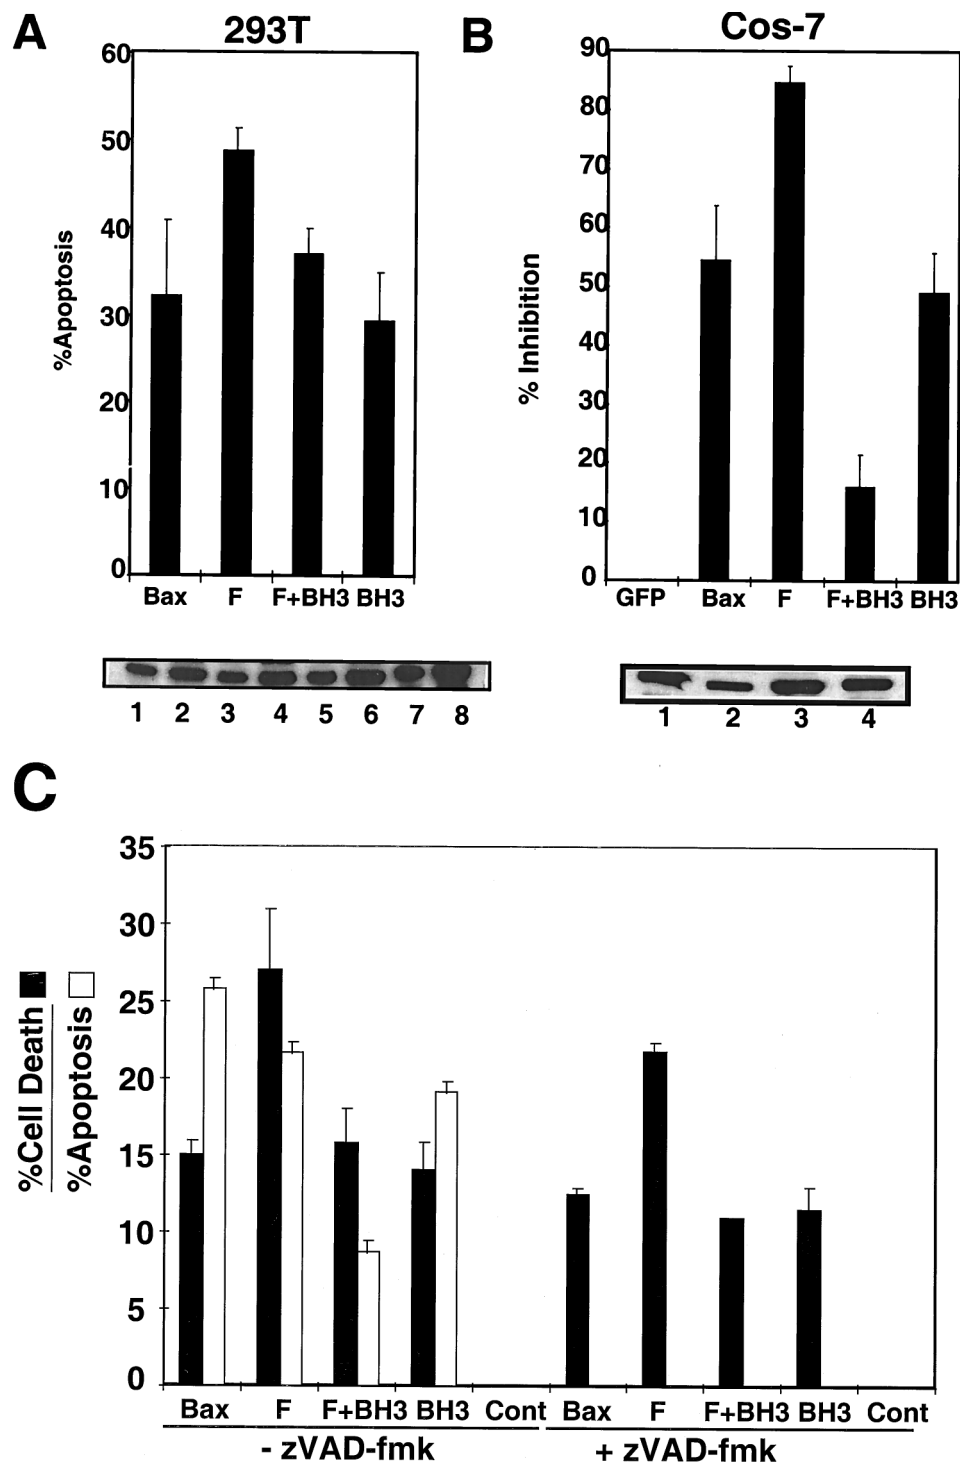 A
293T
60
50
40
30
20
10
0
%Apoptosis
Bax F F+BH3 BH3
1 2 3 4 5 6 7 8
B
Cos-7
90
80
70
60
50
40
30
20
10
0
% Inhibition
GFP Bax F F+BH3 BH3
1 2 3 4
C
%Cell Death
%Apoptosis
35
30
25
20
15
10
5
0
Bax F F+BH3 BH3 Cont Bax F F+BH3 BH3 Cont
- zVAD-fmk + zVAD-fmk